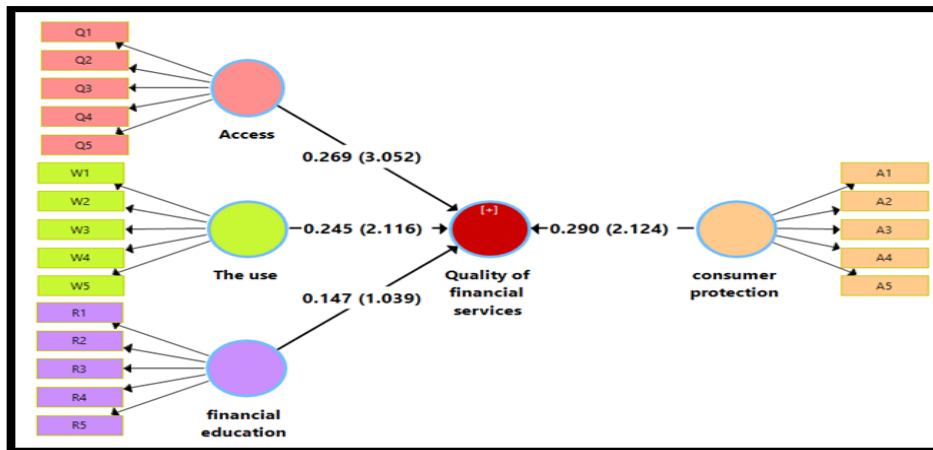 Q1
Q2
Q3
Q4
Q5
Access
0.269 (3.052)
W1
W2
W3
W4
W5
The use
0.245 (2.116)
[+]
Quality of
financial
services
0.290 (2.124)
consumer
protection
A1
A2
A3
A4
A5
0.147 (1.039)
R1
R2
R3
R4
R5
financial
education